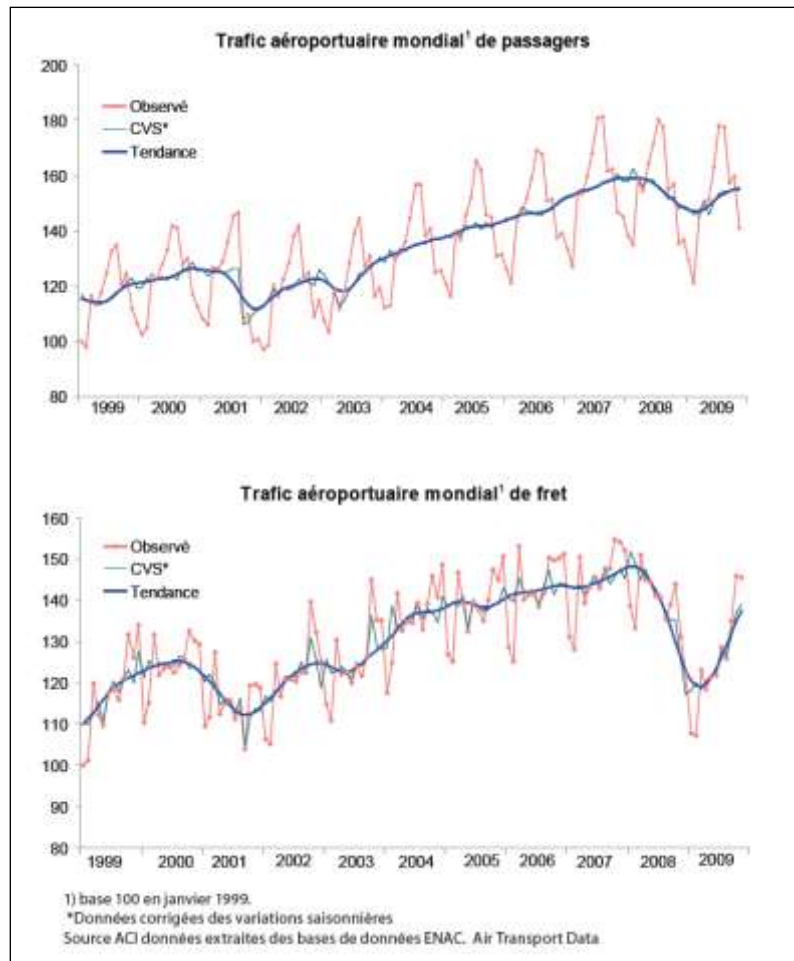 Trafic aéroportuaire mondial¹ de passagers
200
180
160
140
120
100
80
Observé
CVS*
Tendance
1999 2000 2001 2002 2003 2004 2005 2006 2007 2008 2009
Trafic aéroportuaire mondial¹ de fret
160
150
140
130
120
110
100
90
80
Observé
CVS*
Tendance
1999 2000 2001 2002 2003 2004 2005 2006 2007 2008 2009
1) base 100 en janvier 1999.
*Données corrigées des variations saisonnières
Source ACI données extraites des bases de données ENAC. Air Transport Data